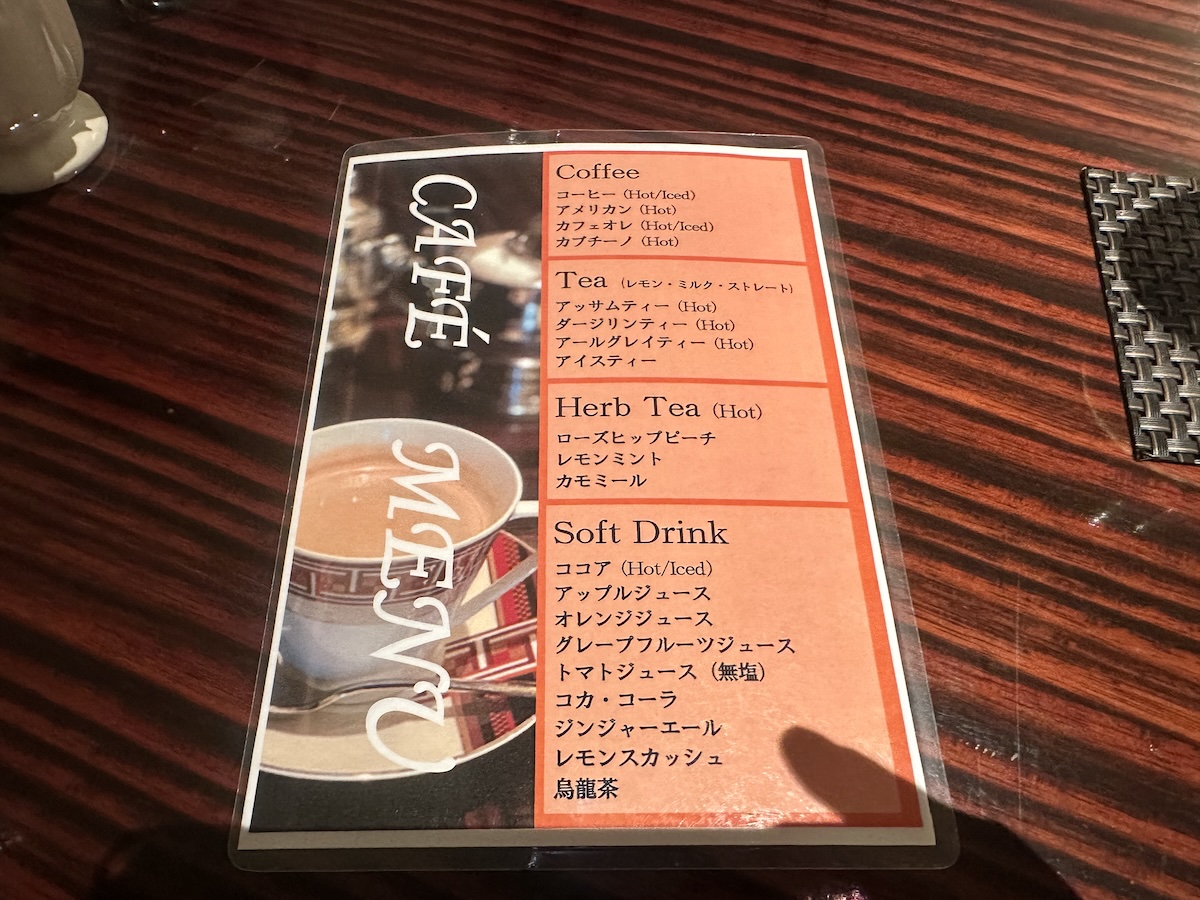 CAFÉ MENU
Coffee
コーヒー (Hot/Iced)
アメリカン (Hot)
カフェオレ (Hot/Iced)
カプチーノ (Hot)
Tea (レモン・ミルク・ストレート)
アッサムティー (Hot)
ダージリンティー (Hot)
アールグレイティー (Hot)
アイスティー
Herb Tea (Hot)
ローズヒップピーチ
レモンミント
カモミール
Soft Drink
ココア (Hot/Iced)
アップルジュース
オレンジジュース
グレープフルーツジュース
トマトジュース (無塩)
コカ・コーラ
ジンジャーエール
レモンスカッシュ
烏龍茶